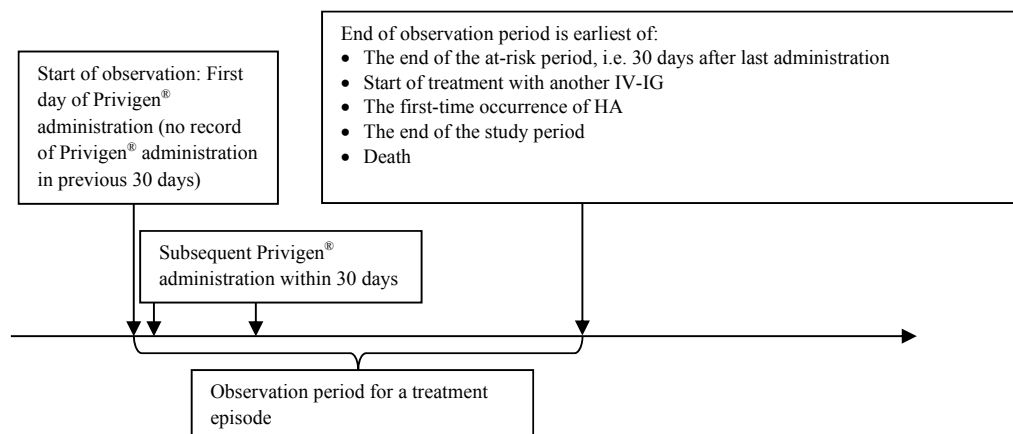 Start of observation: First
day of Privigen® 
administration (no record
of Privigen® administration
in previous 30 days)
End of observation period is earliest of:
• The end of the at-risk period, i.e. 30 days after last administration
• Start of treatment with another IV-IG
• The first-time occurrence of HA
• The end of the study period
• Death
Subsequent Privigen®
administration within 30 days
Observation period for a treatment
episode